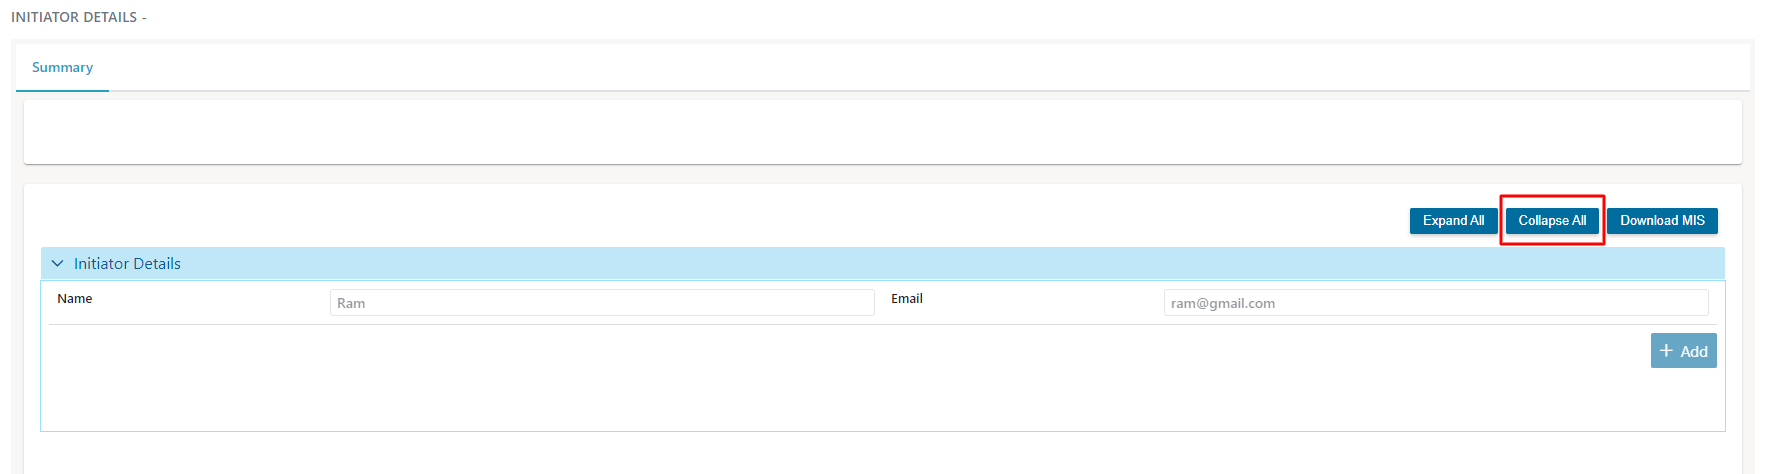 INITIATOR DETAILS -
Summary
Expand All Collapse All Download MIS
Initiator Details
Name Ram Email ram@gmail.com
+ Add